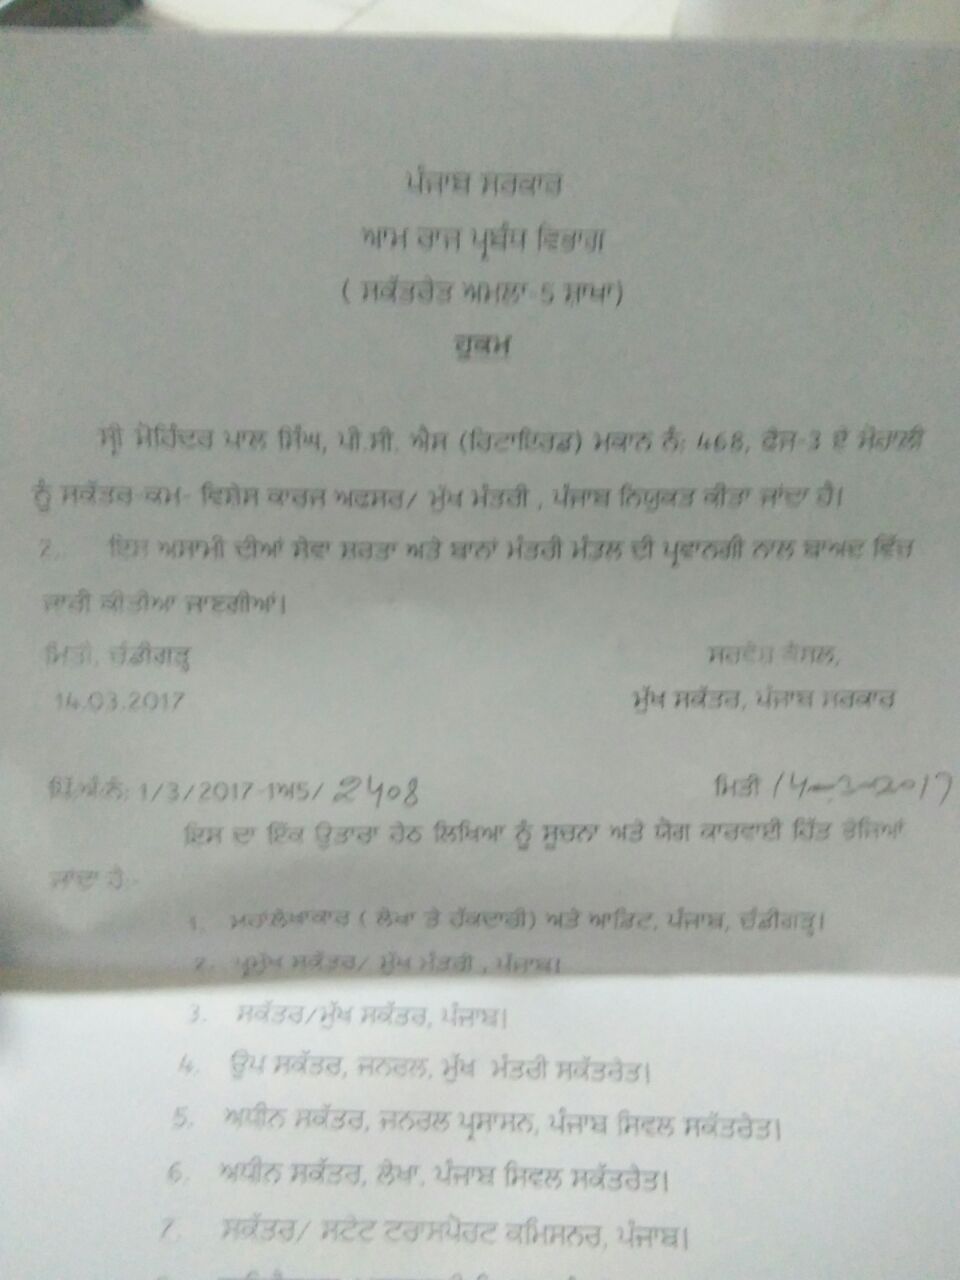 ਪੰਜਾਬ ਸਰਕਾਰ
ਆਮ ਰਾਜ ਪ੍ਰਬੰਧ ਵਿਭਾਗ
( ਸਕੱਤਰੇਤ ਅਮਲਾ-5 ਸ਼ਾਖਾ)
ਹੁਕਮ
ਸ੍ਰੀ ਮੋਹਿੰਦਰ ਪਾਲ ਸਿੰਘ, ਪੀ.ਸੀ. ਐਸ (ਰਿਟਾਇਰਡ) ਮਕਾਨ ਨੰ: 468, ਫੇਜ-3 ਏ ਮੋਹਾਲੀ
ਨੂੰ ਸਕੱਤਰ-ਕਮ- ਵਿਸ਼ੇਸ ਕਾਰਜ ਅਫਸਰ/ ਮੁੱਖ ਮੰਤਰੀ , ਪੰਜਾਬ ਨਿਯੁਕਤ ਕੀਤਾ ਜਾਂਦਾ ਹੈ।
2. ਇਸ ਅਸਾਮੀ ਦੀਆਂ ਸੇਵਾ ਸ਼ਰਤਾ ਅਤੇ ਬਾਨਾਂ ਮੰਤਰੀ ਮੰਡਲ ਦੀ ਪ੍ਰਵਾਨਗੀ ਨਾਲ ਬਾਅਦ ਵਿੱਚ
ਜਾਰੀ ਕੀਤੀਆ ਜਾਣਗੀਆਂ।
ਮਿਤੀ, ਚੰਡੀਗੜ੍ਹ
ਸਰਵੇਸ਼ ਕੌਸ਼ਲ,
14.03.2017
ਮੁੱਖ ਸਕੱਤਰ, ਪੰਜਾਬ ਸਰਕਾਰ
ਪਿੱ.ਅੰ.ਨੰ: 1/3/2017-1ਅ5/ 2408
ਮਿਤੀ 14-3-2017
ਇਸ ਦਾ ਇੱਕ ਉਤਾਰਾ ਹੇਠ ਲਿਖਿਆ ਨੂੰ ਸੂਚਨਾ ਅਤੇ ਯੋਗ ਕਾਰਵਾਈ ਹਿੱਤ ਭੇਜਿਆਂ
ਜਾਂਦਾ ਹੈ:-
1. ਮਹਾਂਲੇਖਾਕਾਰ ( ਲੇਖਾ ਤੇ ਹੱਕਦਾਰੀ) ਅਤੇ ਆਡਿਟ, ਪੰਜਾਬ, ਚੰਡੀਗੜ੍ਹ।
2. ਪ੍ਰਮੁੱਖ ਸਕੱਤਰ/ ਮੁੱਖ ਮੰਤਰੀ , ਪੰਜਾਬ।
3. ਸਕੱਤਰ/ਮੁੱਖ ਸਕੱਤਰ, ਪੰਜਾਬ।
4. ਉਪ ਸਕੱਤਰ, ਜਨਰਲ, ਮੁੱਖ ਮੰਤਰੀ ਸਕੱਤਰੇਤ।
5. ਅਧੀਨ ਸਕੱਤਰ, ਜਨਰਲ ਪ੍ਰਸਾਸਨ, ਪੰਜਾਬ ਸਿਵਲ ਸਕੱਤਰੇਤ।
6. ਅਧੀਨ ਸਕੱਤਰ, ਲੇਖਾ, ਪੰਜਾਬ ਸਿਵਲ ਸਕੱਤਰੇਤ।
7. ਸਕੱਤਰ/ ਸਟੇਟ ਟਰਾਂਸਪੋਰਟ ਕਮਿਸਨਰ, ਪੰਜਾਬ।